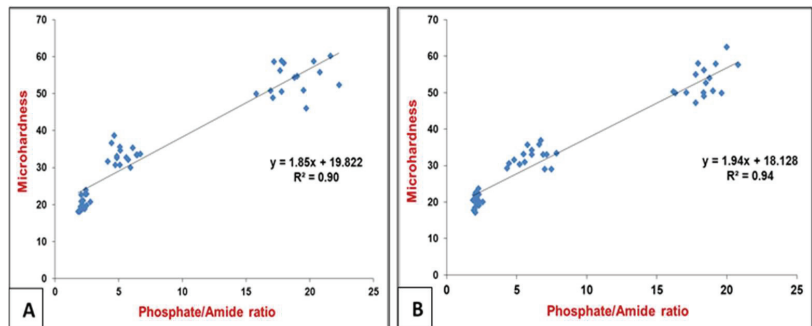 70
60
50
40
30
20
10
0
Microhardness
y = 1.85x + 19.822
R² = 0.90
0 5 10 15 20 25
Phosphate/Amide ratio
A
70
60
50
40
30
20
10
0
Microhardness
y = 1.94x + 18.128
R² = 0.94
0 5 10 15 20 25
Phosphate/Amide ratio
B